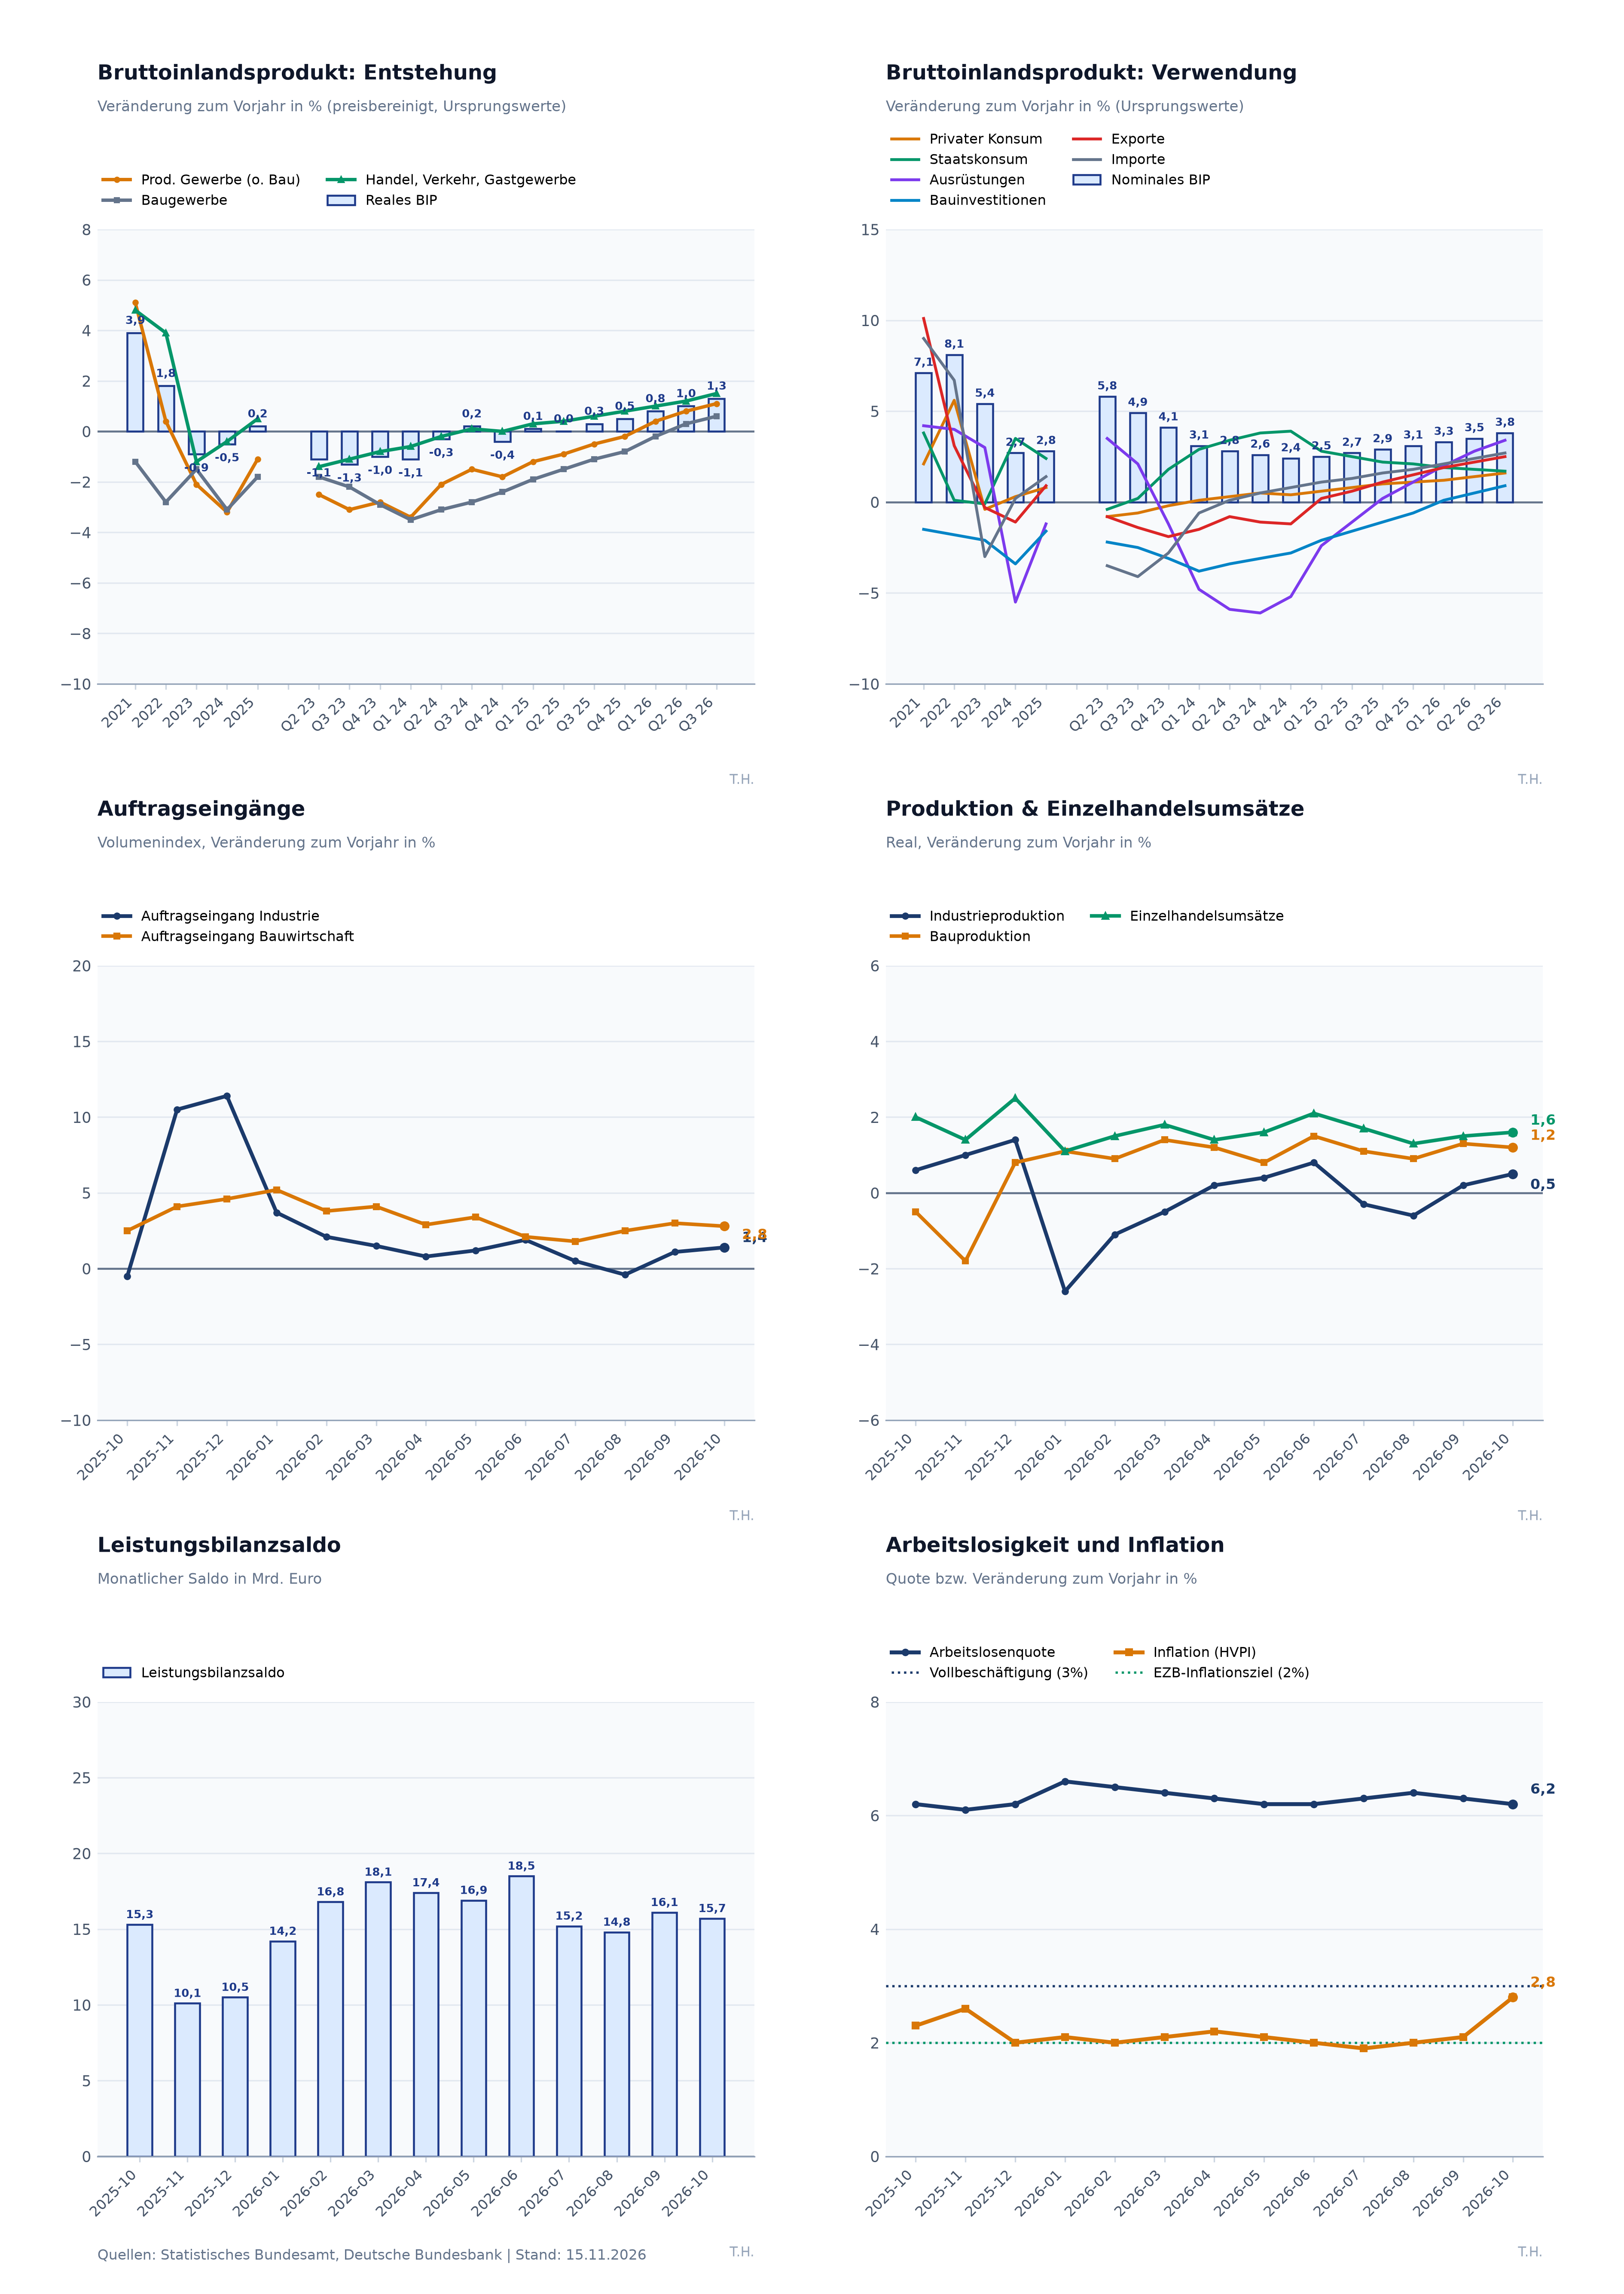 Bruttoinlandsprodukt: Entstehung
Veränderung zum Vorjahr in % (preisbereinigt, Ursprungswerte)
Prod. Gewerbe (o. Bau) Handel, Verkehr, Gastgewerbe
Baugewerbe Reales BIP
8
6
4
2
0
−2
−4
−6
−8
−10
3,9 1,8 -0,9 -0,5 0,2 -1,1 -1,3 -1,0 -1,1 -0,3 0,2 -0,4 0,1 0,0 0,3 0,5 0,8 1,0 1,3
2021 2022 2023 2024 2025 Q2 23 Q3 23 Q4 23 Q1 24 Q2 24 Q3 24 Q4 24 Q1 25 Q2 25 Q3 25 Q4 25 Q1 26 Q2 26 Q3 26
T.H.
Bruttoinlandsprodukt: Verwendung
Veränderung zum Vorjahr in % (Ursprungswerte)
Privater Konsum Exporte
Staatskonsum Importe
Ausrüstungen Nominales BIP
Bauinvestitionen
15
10
5
0
−5
−10
7,1 8,1 5,4 2,7 2,8 5,8 4,9 4,1 3,1 2,8 2,6 2,4 2,5 2,7 2,9 3,1 3,3 3,5 3,8
2021 2022 2023 2024 2025 Q2 23 Q3 23 Q4 23 Q1 24 Q2 24 Q3 24 Q4 24 Q1 25 Q2 25 Q3 25 Q4 25 Q1 26 Q2 26 Q3 26
T.H.
Auftragseingänge
Volumenindex, Veränderung zum Vorjahr in %
Auftragseingang Industrie
Auftragseingang Bauwirtschaft
20
15
10
5
0
−5
−10
2,8
1,4
2025-10 2025-11 2025-12 2026-01 2026-02 2026-03 2026-04 2026-05 2026-06 2026-07 2026-08 2026-09 2026-10
T.H.
Produktion & Einzelhandelsumsätze
Real, Veränderung zum Vorjahr in %
Industrieproduktion Einzelhandelsumsätze
Bauproduktion
6
4
2
0
−2
−4
−6
1,6
1,2
0,5
2025-10 2025-11 2025-12 2026-01 2026-02 2026-03 2026-04 2026-05 2026-06 2026-07 2026-08 2026-09 2026-10
T.H.
Leistungsbilanzsaldo
Monatlicher Saldo in Mrd. Euro
Leistungsbilanzsaldo
30
25
20
15
10
5
0
15,3 10,1 10,5 14,2 16,8 18,1 17,4 16,9 18,5 15,2 14,8 16,1 15,7
2025-10 2025-11 2025-12 2026-01 2026-02 2026-03 2026-04 2026-05 2026-06 2026-07 2026-08 2026-09 2026-10
Quellen: Statistisches Bundesamt, Deutsche Bundesbank | Stand: 15.11.2026
T.H.
Arbeitslosigkeit und Inflation
Quote bzw. Veränderung zum Vorjahr in %
Arbeitslosenquote Inflation (HVPI)
Vollbeschäftigung (3%) EZB-Inflationsziel (2%)
8
6
4
2
0
6,2
2,8
2025-10 2025-11 2025-12 2026-01 2026-02 2026-03 2026-04 2026-05 2026-06 2026-07 2026-08 2026-09 2026-10
T.H.